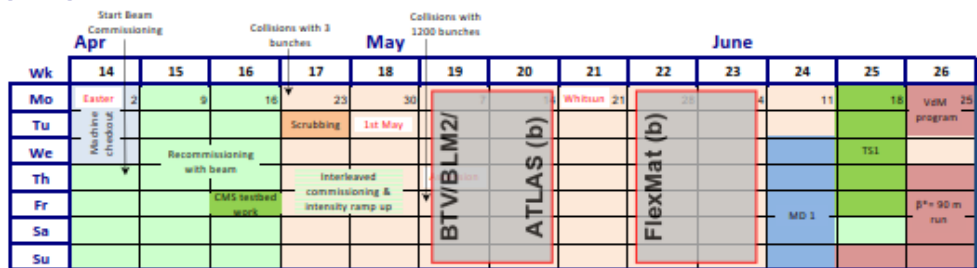 Start Beam
Commissioning
Collisions with 3
bunches
Collisions with
1200 bunches
Apr May June
Wk 14 15 16 17 18 19 20 21 22 23 24 25 26
Mo Easter 2 9 16 23 30 7 14 Whitsun 21 28 4 11 18 VdM 25
program
Tu Scrubbing 1st May
Machine
checkout
We TS1
Recommissioning
with beam
Th
Interleaved
commissioning &
intensity ramp up
Fr
CMS testbed
work
MD 1
β*= 90 m
run
Sa
Su
BTV/BLM2/
ATLAS (b)
FlexMat (b)